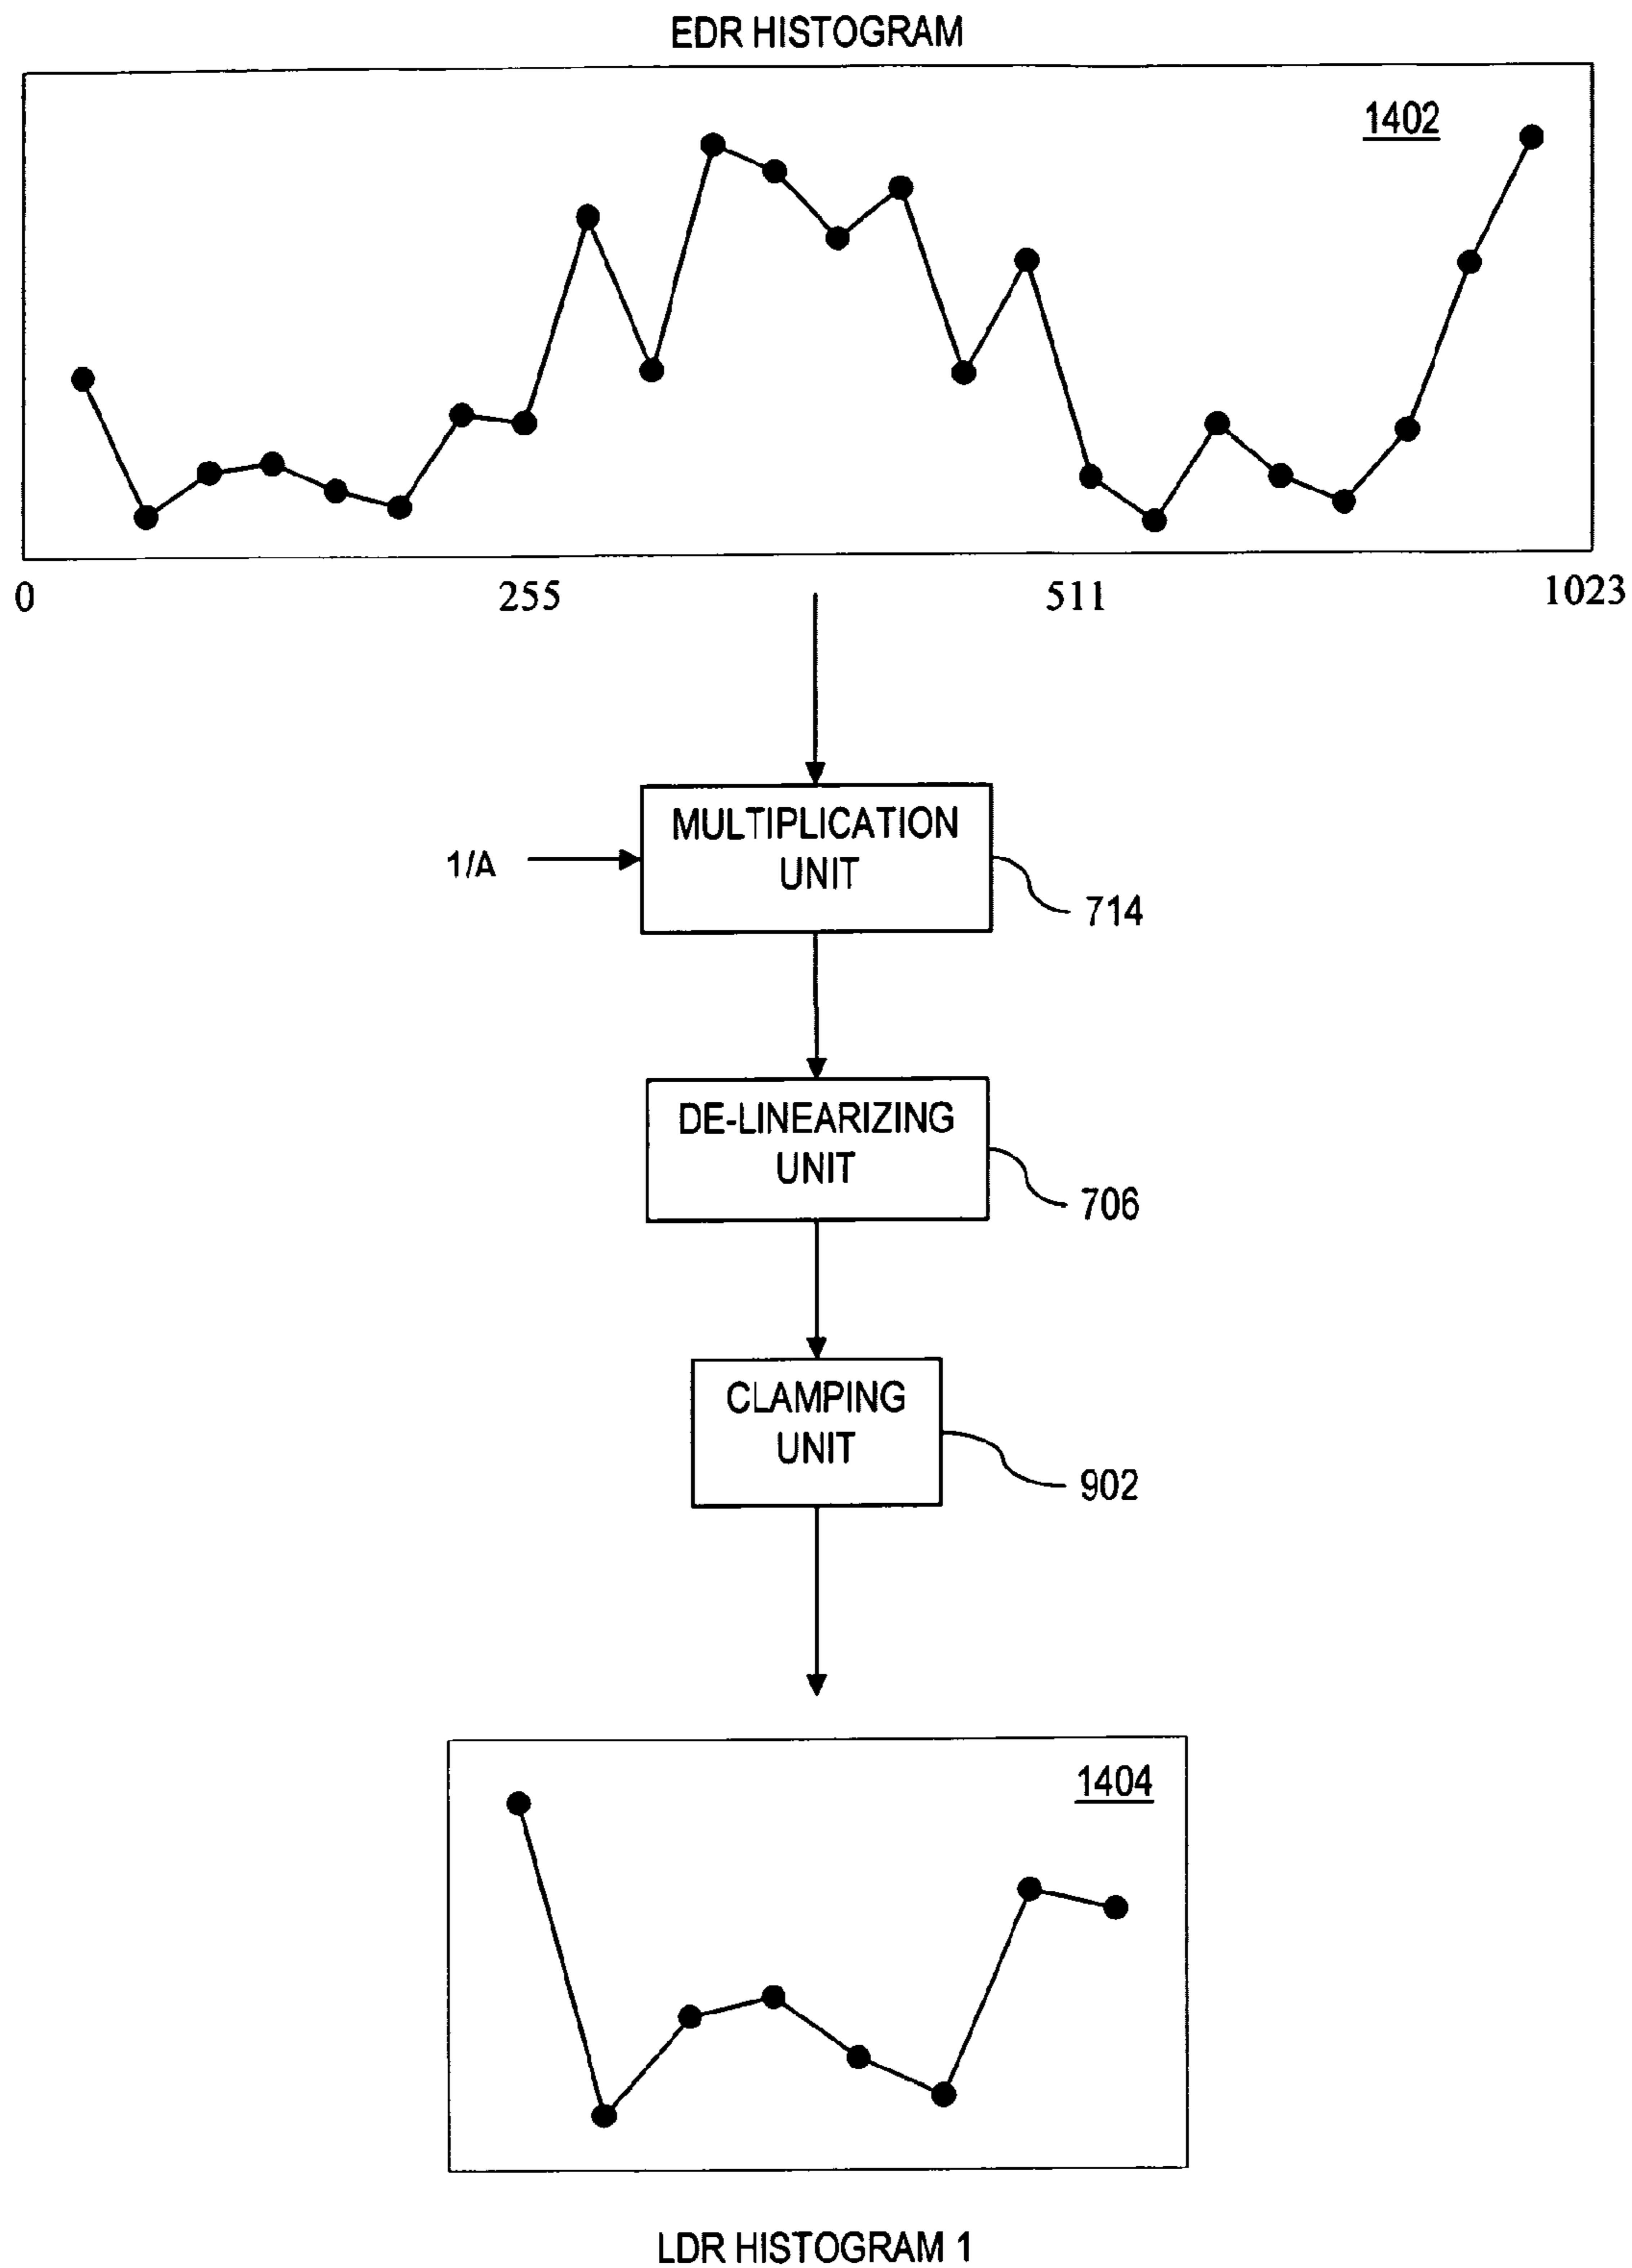 EDR HISTOGRAM
1402
0 255 511 1023
MULTIPLICATION
UNIT
1/A
714
DE-LINEARIZING
UNIT
706
CLAMPING
UNIT
902
1404
LDR HISTOGRAM 1